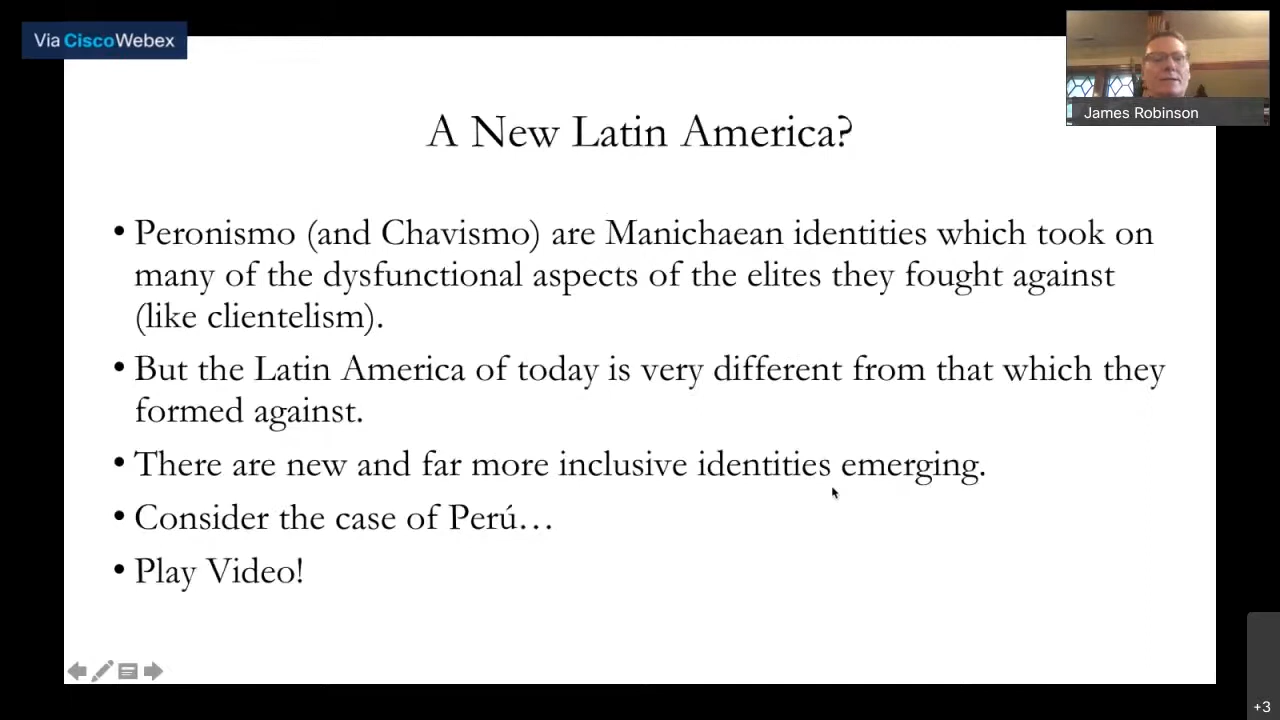 Via CiscoWebex
James Robinson
A New Latin America?
• Peronismo (and Chavismo) are Manichaean identities which took on
many of the dysfunctional aspects of the elites they fought against
(like clientelism).
• But the Latin America of today is very different from that which they
formed against.
• There are new and far more inclusive identities emerging.
• Consider the case of Perú…
• Play Video!
+3